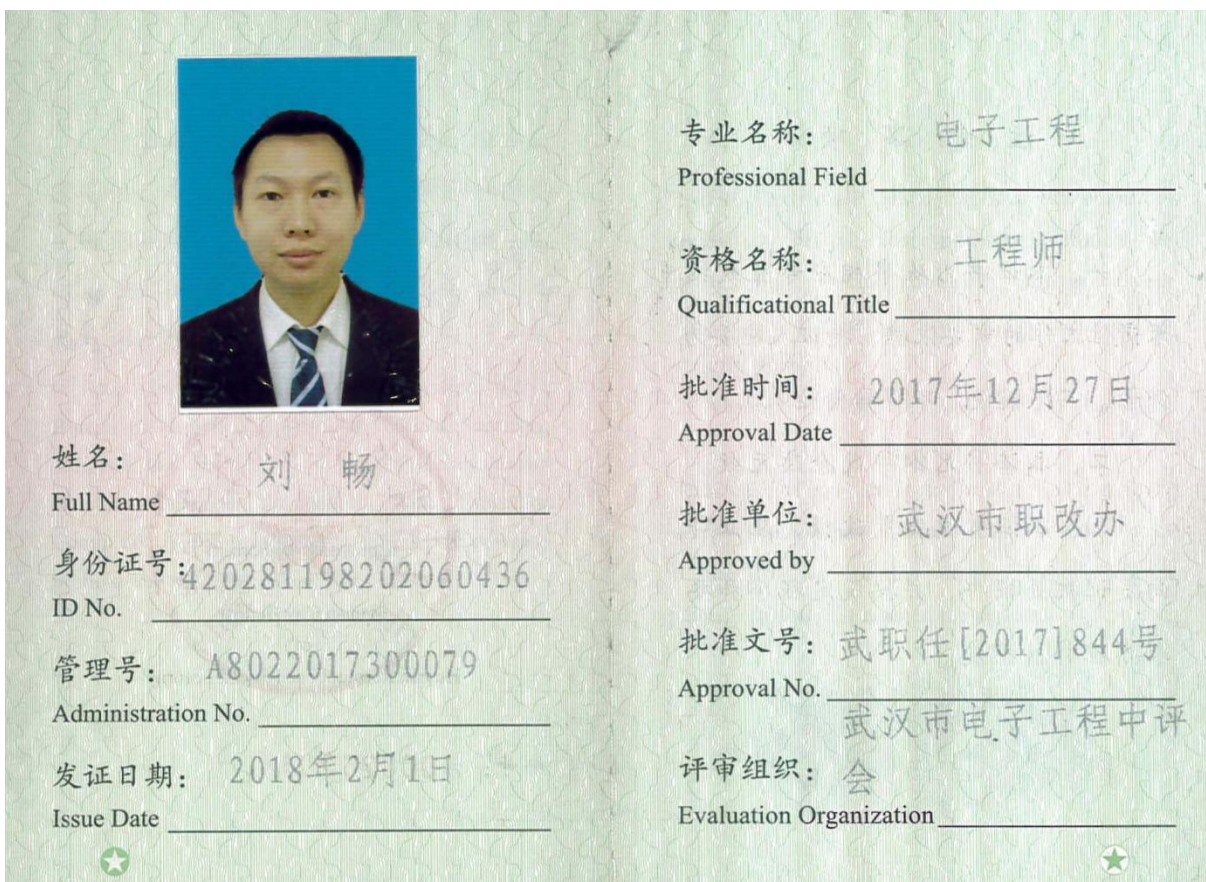 姓名： 刘 畅
Full Name
身份证号： 420281198202060436
ID No.
管理号： A8022017300079
Administration No.
发证日期： 2018年2月1日
Issue Date
专业名称： 电子工程
Professional Field
资格名称： 工程师
Qualificational Title
批准时间： 2017年12月27日
Approval Date
批准单位： 武汉市职改办
Approved by
批准文号： 武职任[2017]844号
Approval No.
武汉市电子工程中评
评审组织： 会
Evaluation Organization